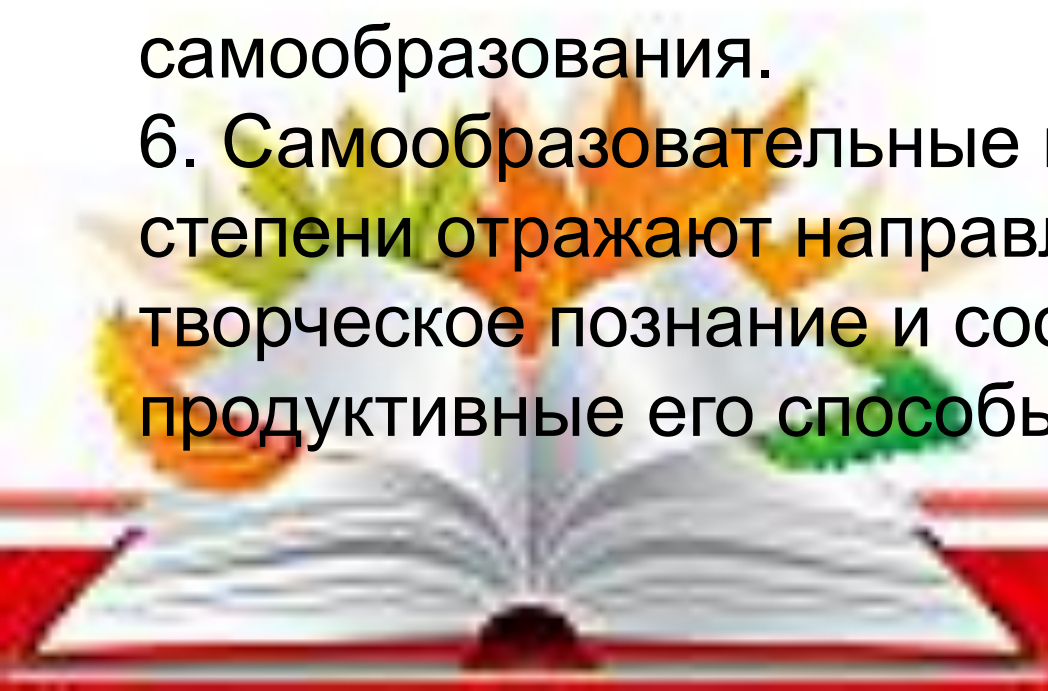 самообразования.
6. Самообразовательные
степени отражают
творческое познание и
продуктивные его